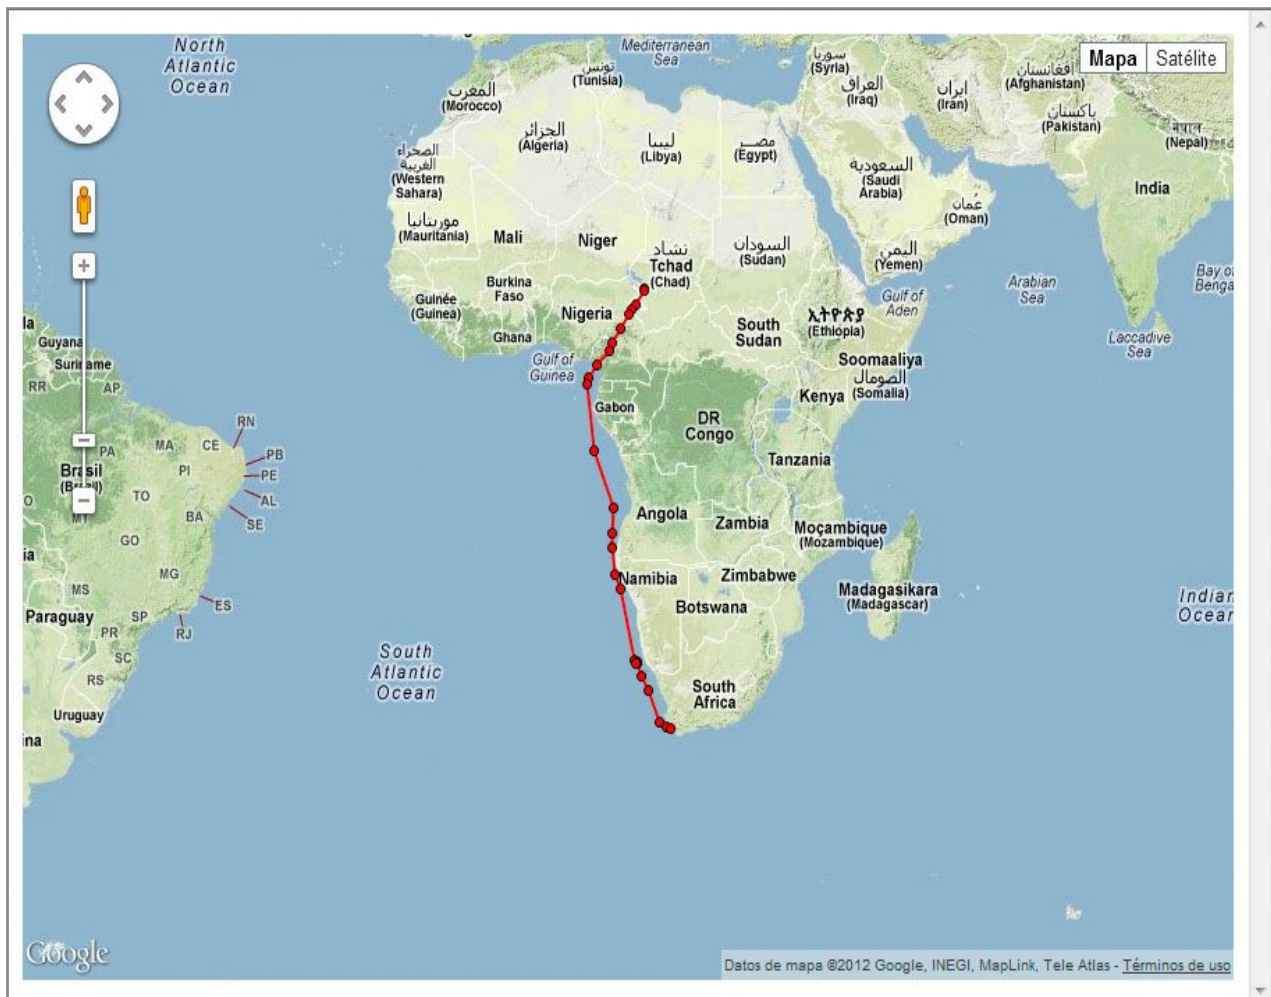 North
Atlantic
Ocean
Mediterranean
Sea
Mapa
Satélite
المغرب
(Morocco)
تونس
(Tunisia)
سوريا
(Syria)
العراق
(Iraq)
ایران
(Iran)
افغانستان
(Afghanistan)
پاکستان
(Pakistan)
नेपाल
(Nepal)
الصحراء
الغربية
(Western
Sahara)
الجزائر
(Algeria)
ليبيا
(Libya)
مصر
(Egypt)
السعودية
(Saudi
Arabia)
عُمان
(Oman)
India
موريتانيا
(Mauritania)
Mali
Niger
تشاد
Tchad
(Chad)
السودان
(Sudan)
اليمن
(Yemen)
Arabian
Sea
Bay of
Benga
Guinée
(Guinea)
Burkina
Faso
Nigeria
Ghana
Gulf of
Guinea
South
Sudan
ኢትዮጵያ
(Ethiopia)
Gulf of
Aden
Laccadive
Sea
Soomaaliya
الصومال
(Somalia)
Kenya
Gabon
DR
Congo
Tanzania
la
Guyana
Suriname
RR
AP
RN
PB
PE
AL
SE
CE
MA
PA
PI
Brasil
(Brazil)
TO
O
MT
BA
GO
ia
MG
MS
ES
Paraguay
SP
RJ
PR
SC
RS
Uruguay
ina
Angola
Zambia
Moçambique
(Mozambique)
Namibia
Zimbabwe
Botswana
Madagasikara
(Madagascar)
Indian
Ocear
South
Atlantic
Ocean
South
Africa
Google
Datos de mapa ©2012 Google, INEGI, MapLink, Tele Atlas - Términos de uso